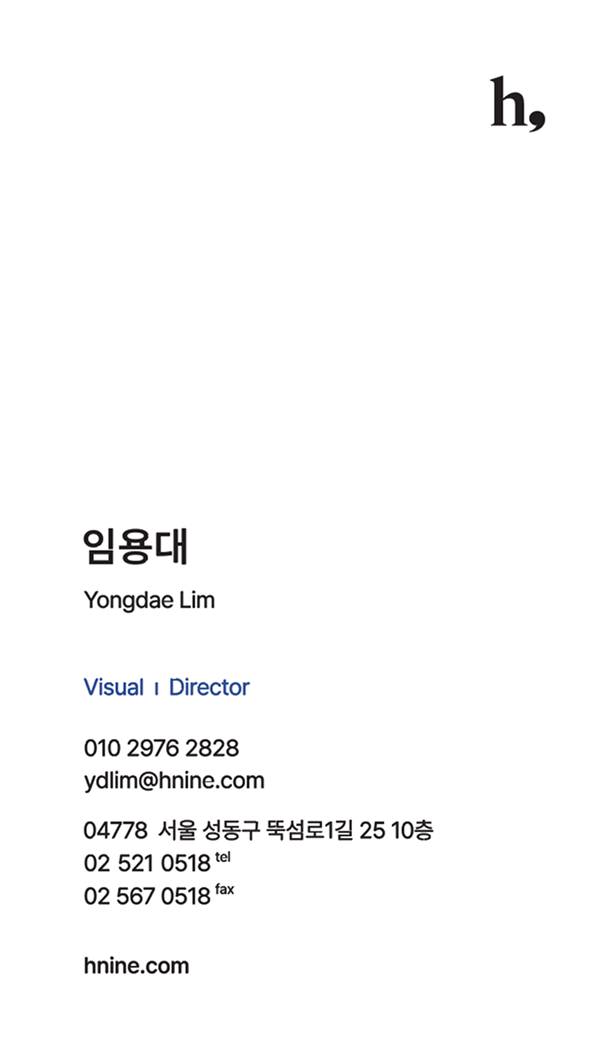 h,
임용대
Yongdae Lim
Visual ı Director
010 2976 2828
ydlim@hnine.com
04778 서울 성동구 뚝섬로1길 25 10층
02 521 0518 tel
02 567 0518 fax
hnine.com